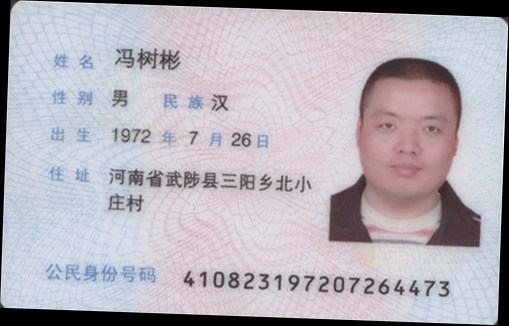 姓名 冯树彬
性别 男 民族 汉
出生 1972 年 7 月 26 日
住址 河南省武陟县三阳乡北小
庄村
公民身份号码 410823197207264473